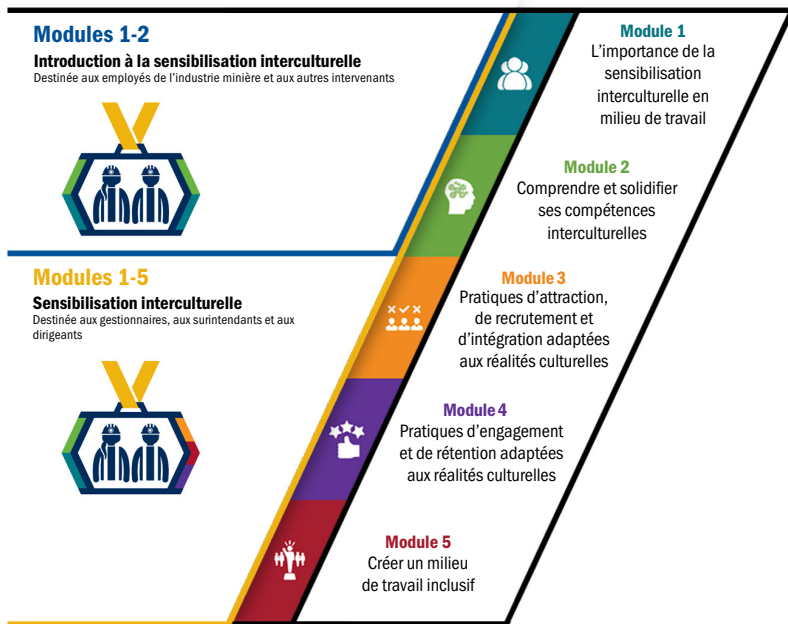 Modules 1-2
Introduction à la sensibilisation interculturelle
Destinée aux employés de l'industrie minière et aux autres intervenants
Modules 1-5
Sensibilisation interculturelle
Destinée aux gestionnaires, aux surintendants et aux
dirigeants
Module 1
L'importance de la
sensibilisation
interculturelle en
milieu de travail
Module 2
Comprendre et solidifier
ses compétences
interculturelles
Module 3
Pratiques d'attraction,
de recrutement et
d'intégration adaptées
aux réalités culturelles
Module 4
Pratiques d'engagement
et de rétention adaptées
aux réalités culturelles
Module 5
Créer un milieu
de travail inclusif